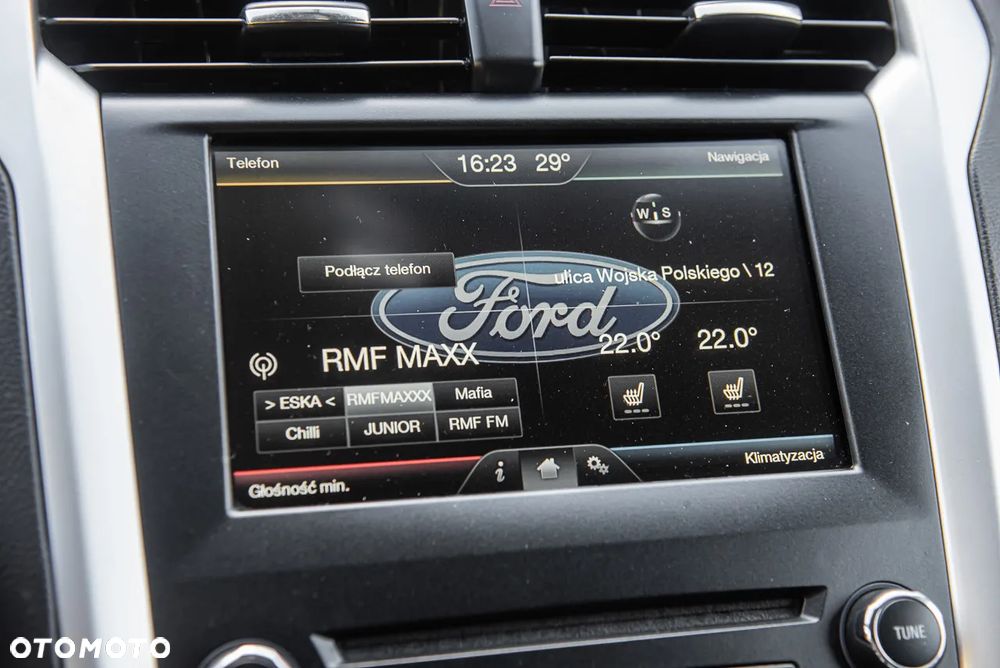 Telefon
16:23 29°
Nawigacja
W S
Podłącz telefon
ulica Wojska Polskiego \ 12
Ford
RMF MAXX
22.0° 22.0°
> ESKA < RMFMAXXX Mafia
Chilli JUNIOR RMF FM
Klimatyzacja
Głośność min.
i
TUNE
OTOMOTO